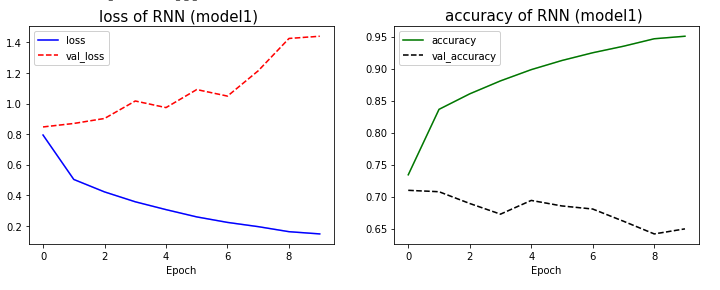 loss of RNN (model1)
loss
val_loss
1.4
1.2
1.0
0.8
0.6
0.4
0.2
0 2 4 6 8
Epoch
accuracy of RNN (model1)
accuracy
val_accuracy
0.95
0.90
0.85
0.80
0.75
0.70
0.65
0 2 4 6 8
Epoch